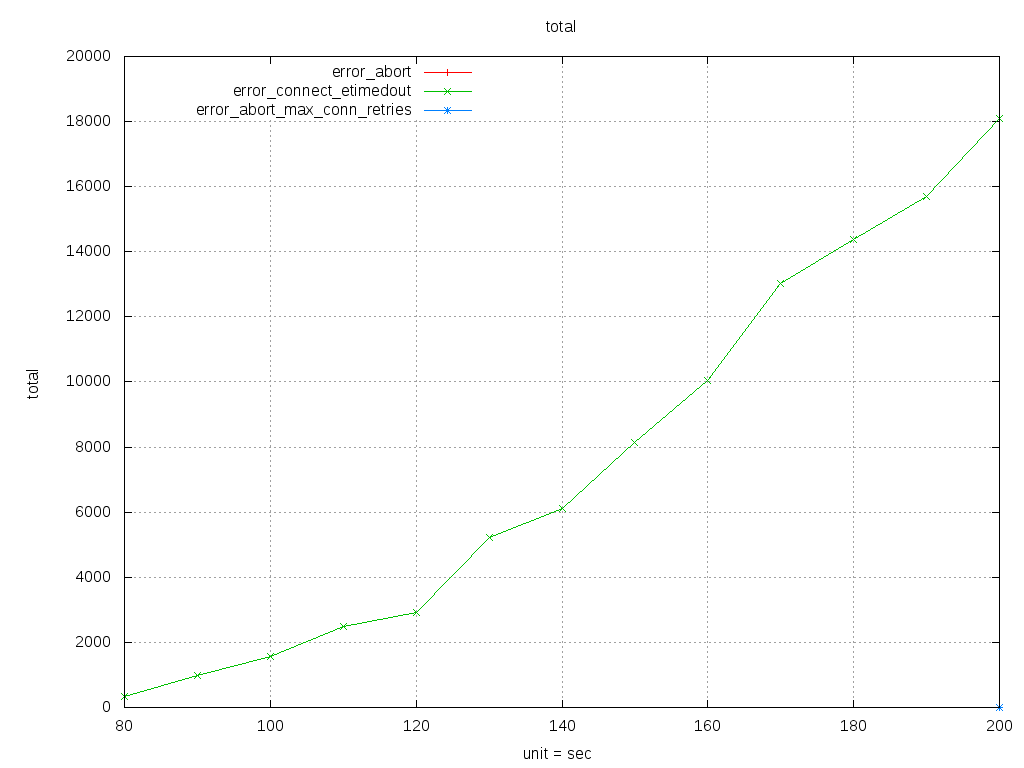 total
20000
error_abort
error_connect_etimedout
error_abort_max_conn_retries
18000
16000
14000
12000
10000
8000
6000
4000
2000
0
total
80 100 120 140 160 180 200
unit = sec